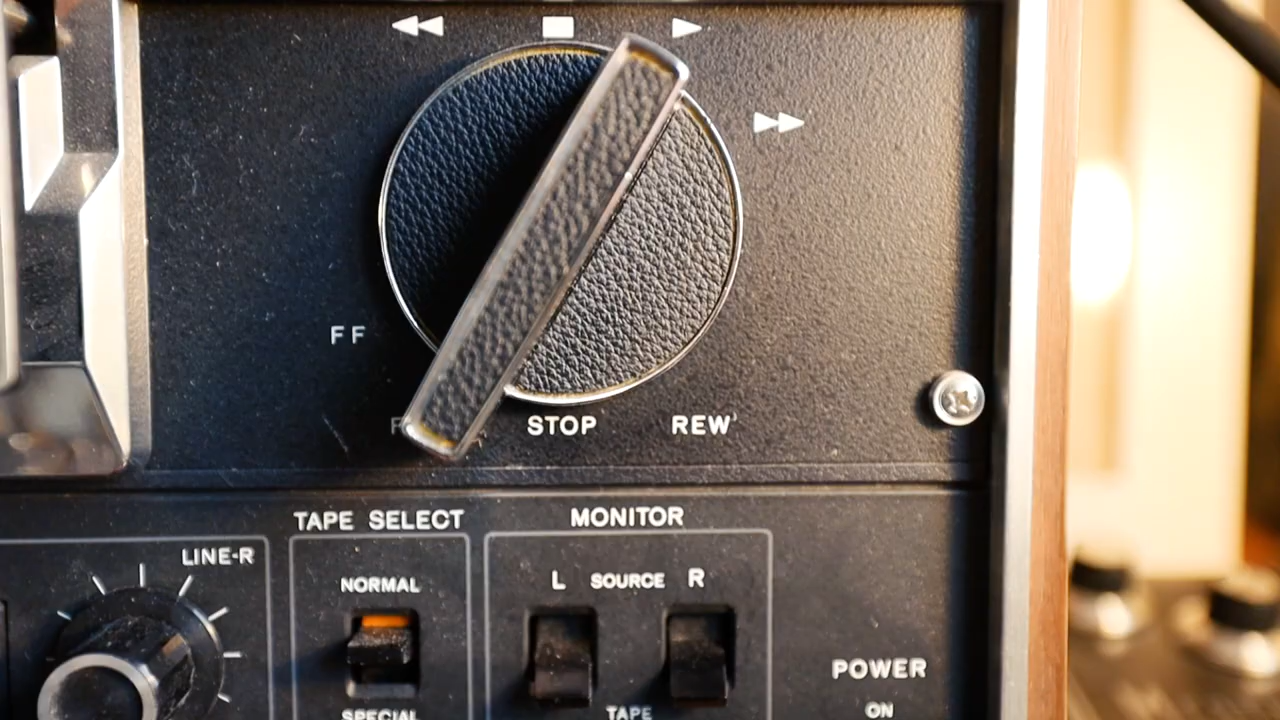 FF
STOP REW
TAPE SELECT
MONITOR
LINE-R
NORMAL
L SOURCE R
POWER
ON
SPECIAL
TAPE